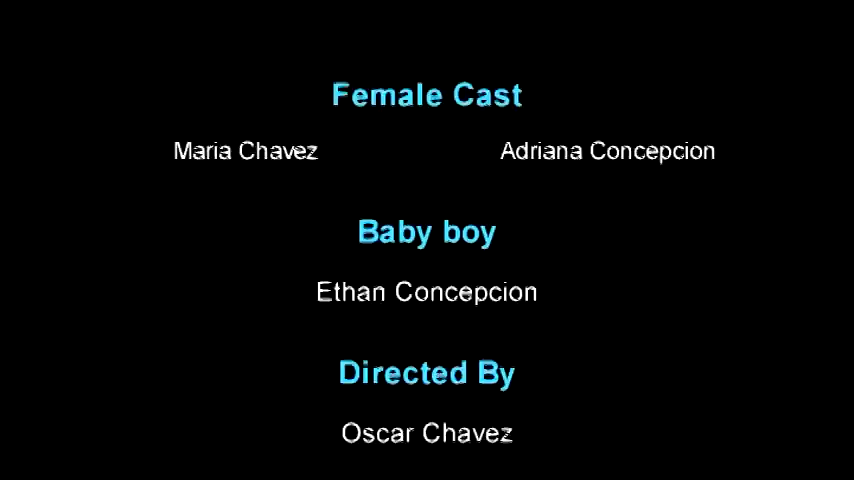 Female Cast
Maria Chavez Adriana Concepcion
Baby boy
Ethan Concepcion
Directed By
Oscar Chavez